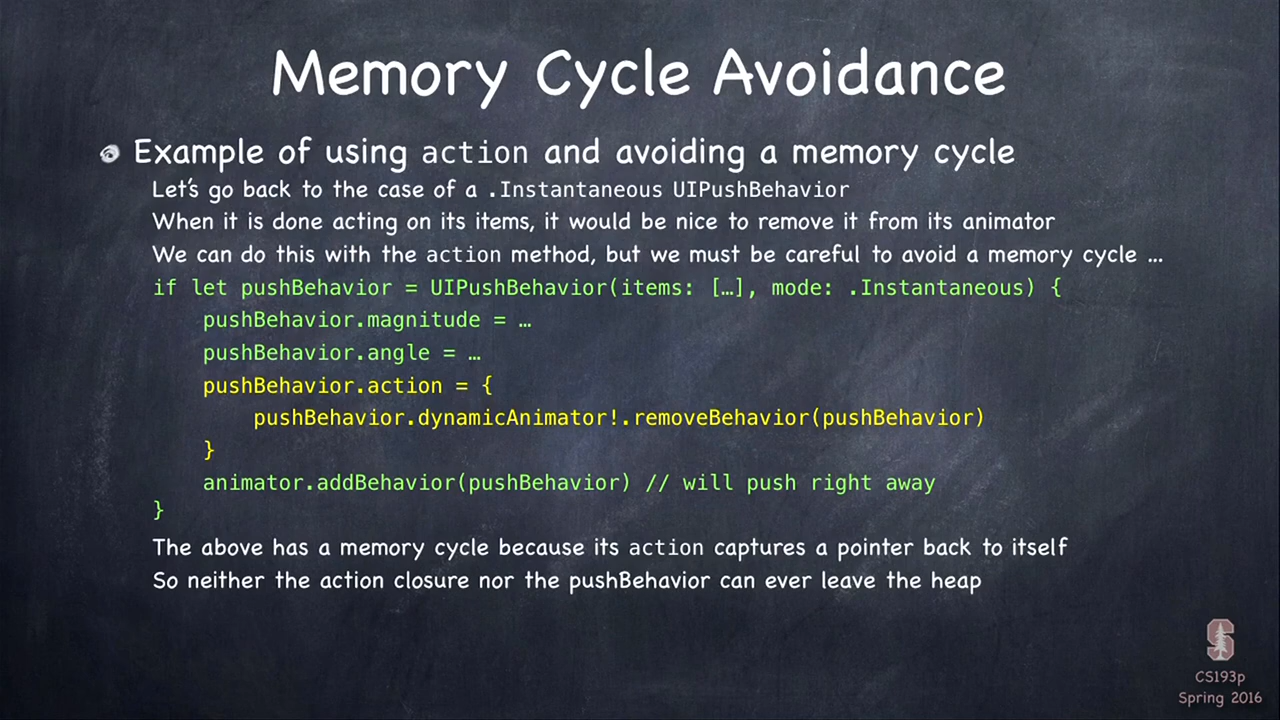 Memory Cycle Avoidance
Example of using action and avoiding a memory cycle
Let's go back to the case of a .Instantaneous UIPushBehavior
When it is done acting on its items, it would be nice to remove it from its animator
We can do this with the action method, but we must be careful to avoid a memory cycle …
if let pushBehavior = UIPushBehavior(items: […], mode: .Instantaneous) {
    pushBehavior.magnitude = …
    pushBehavior.angle = …
    pushBehavior.action = {
        pushBehavior.dynamicAnimator!.removeBehavior(pushBehavior)
    }
    animator.addBehavior(pushBehavior) // will push right away
}
The above has a memory cycle because its action captures a pointer back to itself
So neither the action closure nor the pushBehavior can ever leave the heap
S
CS193p
Spring 2016